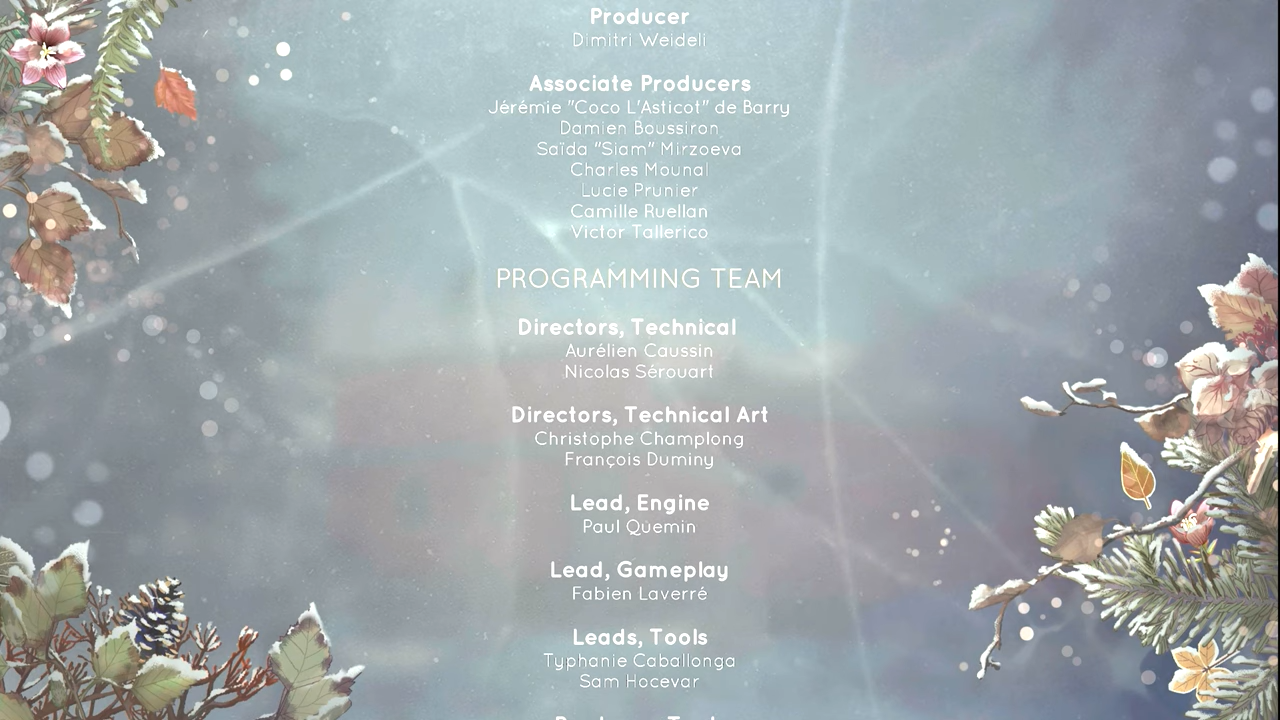 Producer
Dimitri Weideli
Associate Producers
Jérémie "Coco L'Asticot" de Barry
Damien Boussiron
Saïda "Siam" Mirzoeva
Charles Mounal
Lucie Prunier
Camille Ruellan
Victor Tallerico
PROGRAMMING TEAM
Directors, Technical
Aurélien Caussin
Nicolas Sérouart
Directors, Technical Art
Christophe Champlong
François Duminy
Lead, Engine
Paul Quemin
Lead, Gameplay
Fabien Laverré
Leads, Tools
Typhanie Caballonga
Sam Hocevar